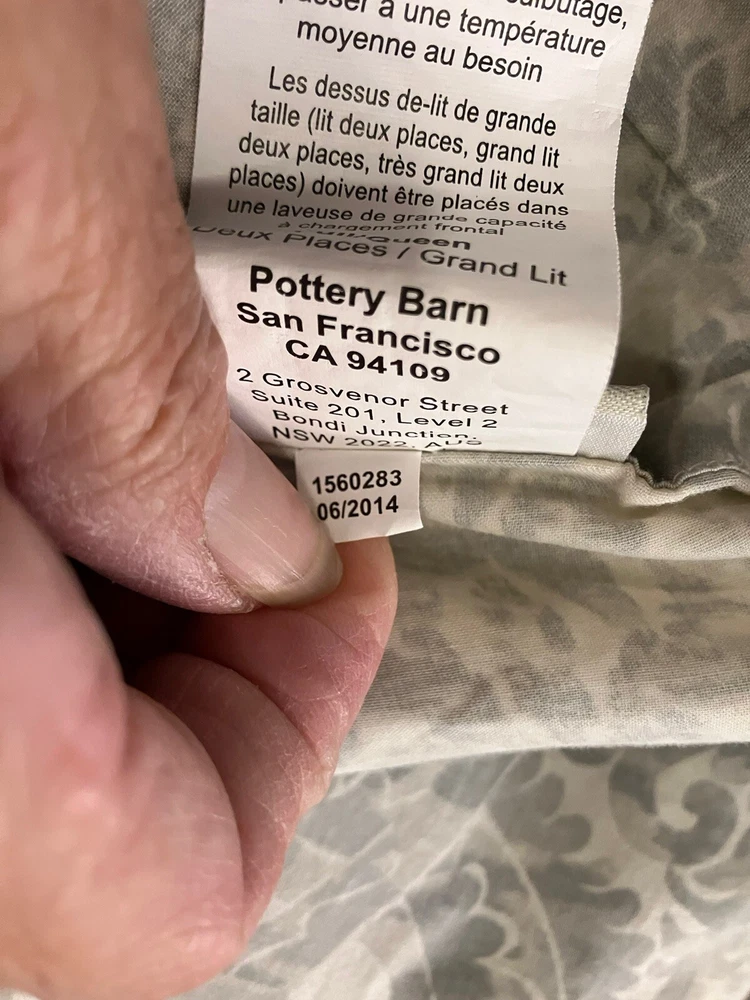 à une température
moyenne au besoin
Les dessus de-lit de grande
taille (lit deux places, grand lit
deux places, très grand lit deux
places) doivent être placés dans
une laveuse de grande capacité
à chargement frontal
Deux Places / Grand Lit
Pottery Barn
San Francisco
CA 94109
2 Grosvenor Street
Suite 201, Level 2
Bondi Junction,
NSW 2022, AUS
1560283
06/2014